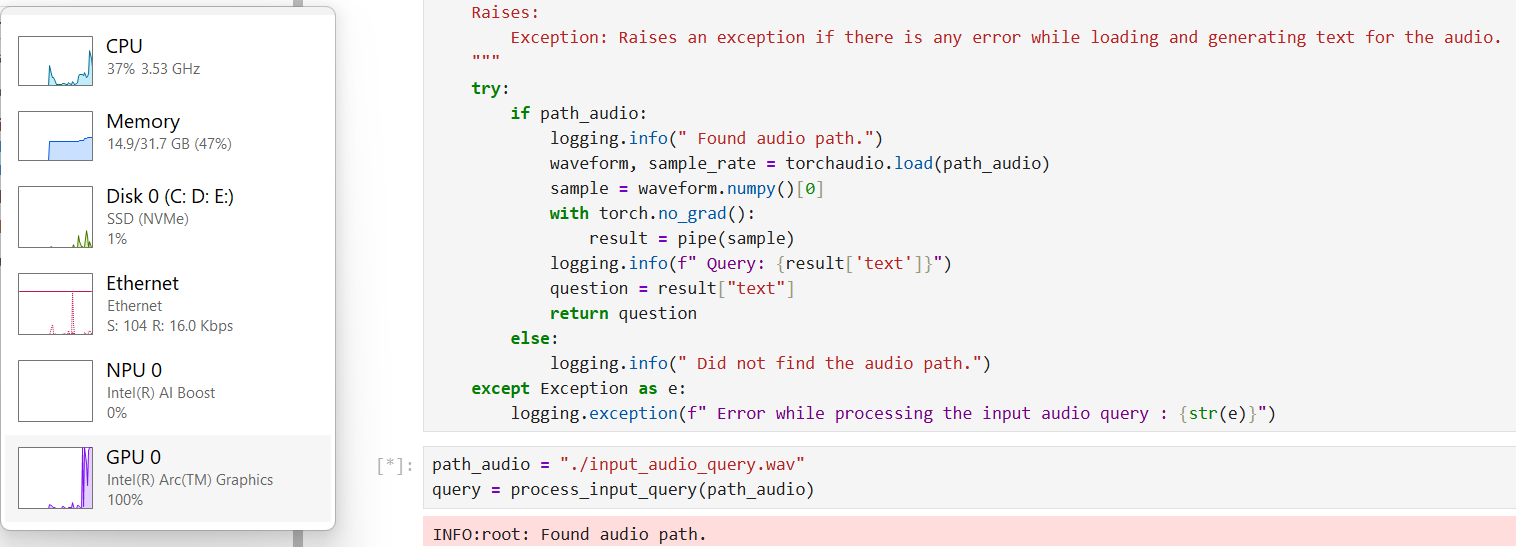 CPU
37% 3.53 GHz
Memory
14.9/31.7 GB (47%)
Disk 0 (C: D: E:)
SSD (NVMe)
1%
Ethernet
Ethernet
S: 104 R: 16.0 Kbps
NPU 0
Intel(R) AI Boost
0%
GPU 0
Intel(R) Arc(TM) Graphics
100%
Raises:
Exception: Raises an exception if there is any error while loading and generating text for the audio.
"""
try:
if path_audio:
logging.info(" Found audio path.")
waveform, sample_rate = torchaudio.load(path_audio)
sample = waveform.numpy()[0]
with torch.no_grad():
result = pipe(sample)
logging.info(f" Query: {result['text']}")
question = result["text"]
return question
else:
logging.info(" Did not find the audio path.")
except Exception as e:
logging.exception(f" Error while processing the input audio query : {str(e)}")
[*]:
path_audio = "./input_audio_query.wav"
query = process_input_query(path_audio)
INFO:root: Found audio path.